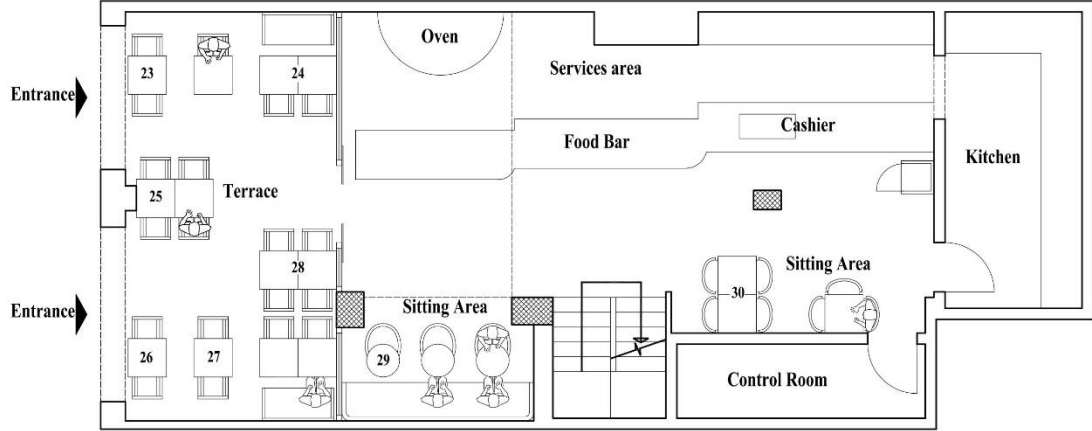 Oven
23
24
Services area
Entrance
Cashier
Food Bar
Kitchen
25
Terrace
28
Sitting Area
30
Entrance
Sitting Area
26
27
29
Control Room